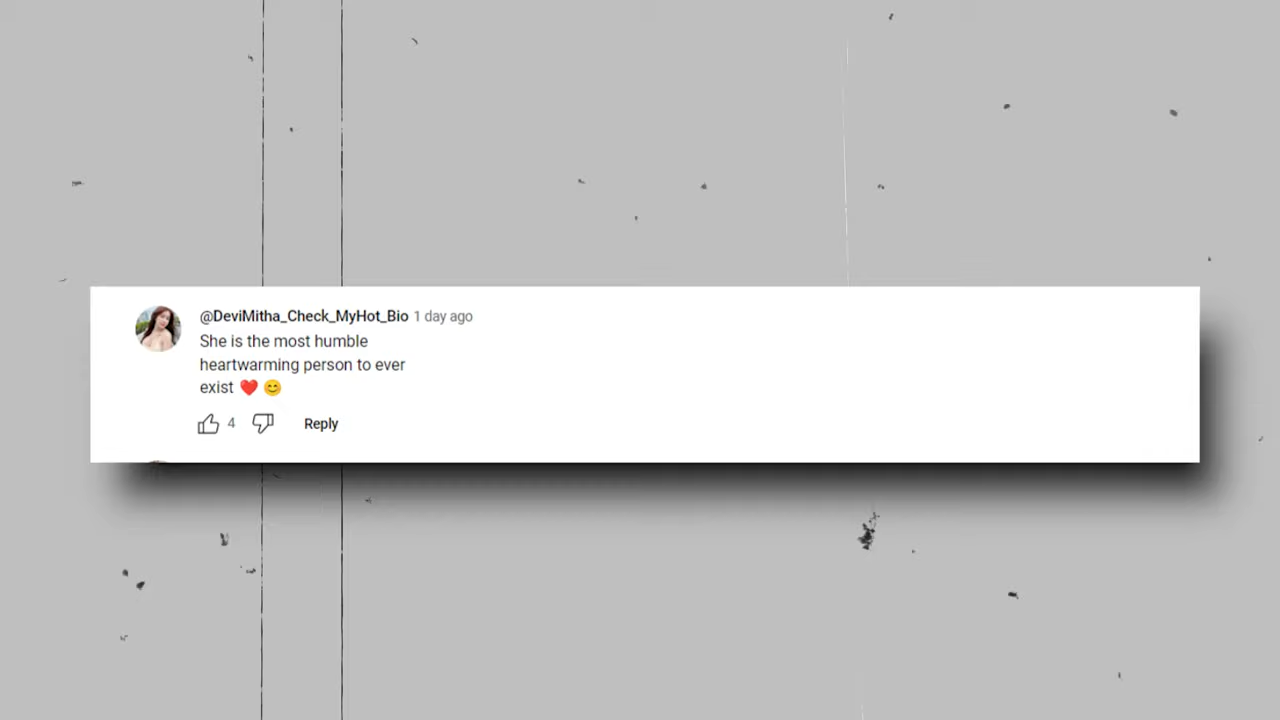 @DeviMitha_Check_MyHot_Bio 1 day ago
She is the most humble
heartwarming person to ever
exist ❤️ 😊
4 Reply